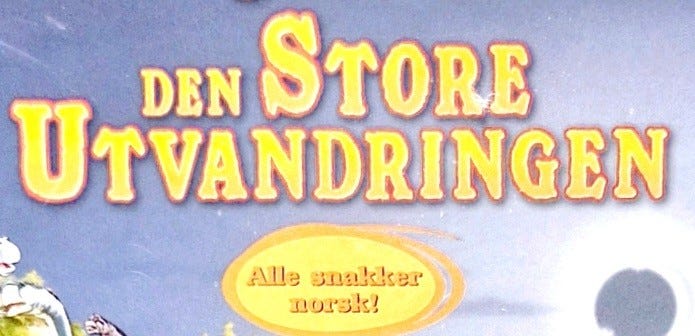 DEN STORE
UTVANDRINGEN
Alle snakker
norsk!